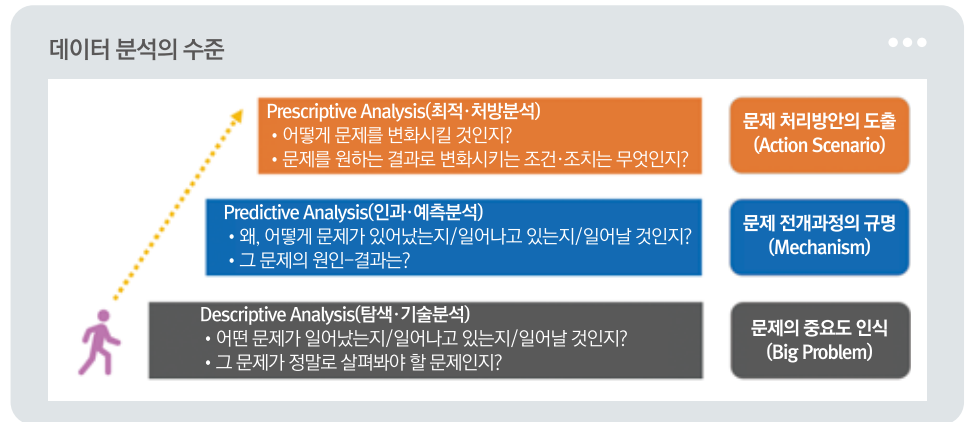 데이터 분석의 수준
Prescriptive Analysis(최적·처방분석)
• 어떻게 문제를 변화시킬 것인지?
• 문제를 원하는 결과로 변화시키는 조건·조치는 무엇인지?
문제 처리방안의 도출
(Action Scenario)
Predictive Analysis(인과·예측분석)
• 왜, 어떻게 문제가 있어났는지/일어나고 있는지/일어날 것인지?
• 그 문제의 원인-결과는?
문제 전개과정의 규명
(Mechanism)
Descriptive Analysis(탐색·기술분석)
• 어떤 문제가 일어났는지/일어나고 있는지/일어날 것인지?
• 그 문제가 정말로 살펴봐야 할 문제인지?
문제의 중요도 인식
(Big Problem)